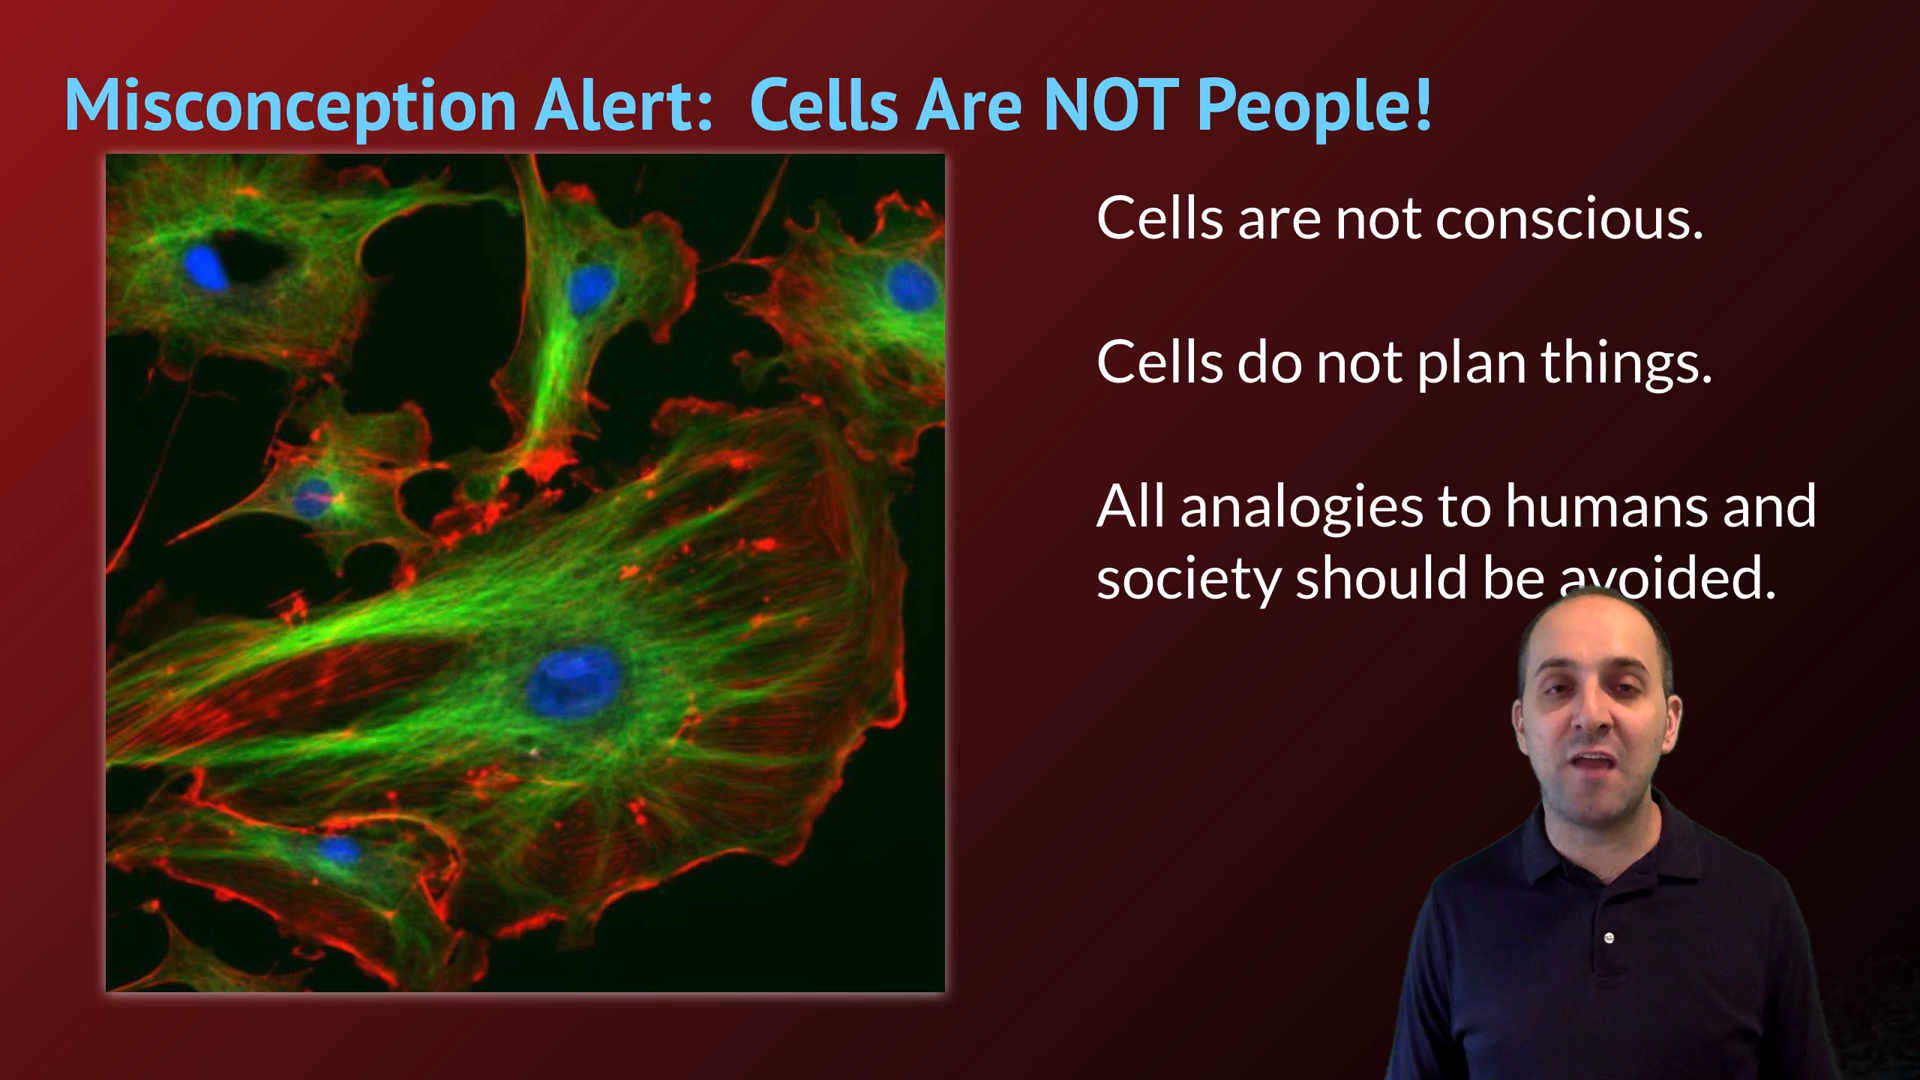 Misconception Alert: Cells Are NOT People!
Cells are not conscious.
Cells do not plan things.
All analogies to humans and
society should be avoided.